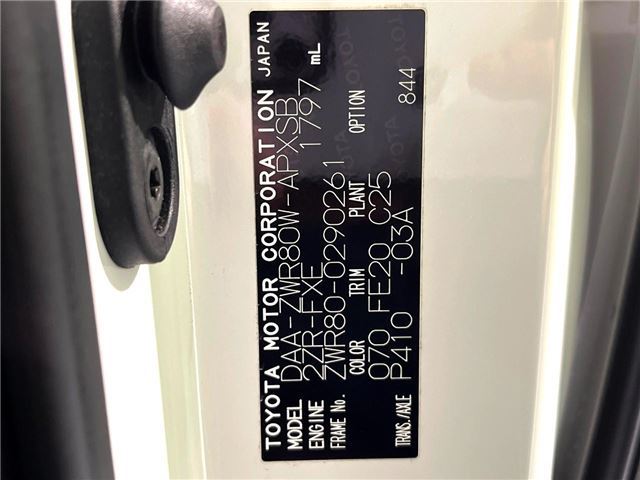 TOYOTA MOTOR CORPORATION JAPAN
MODEL DAA-ZWR80W-APXSB
ENGINE 2ZR-FXE 1797 mL
FRAME No. ZWR80-0290261
COLOR TRIM PLANT OPTION
070 FE20 C25 844
TRANS./AXLE P410 -03A